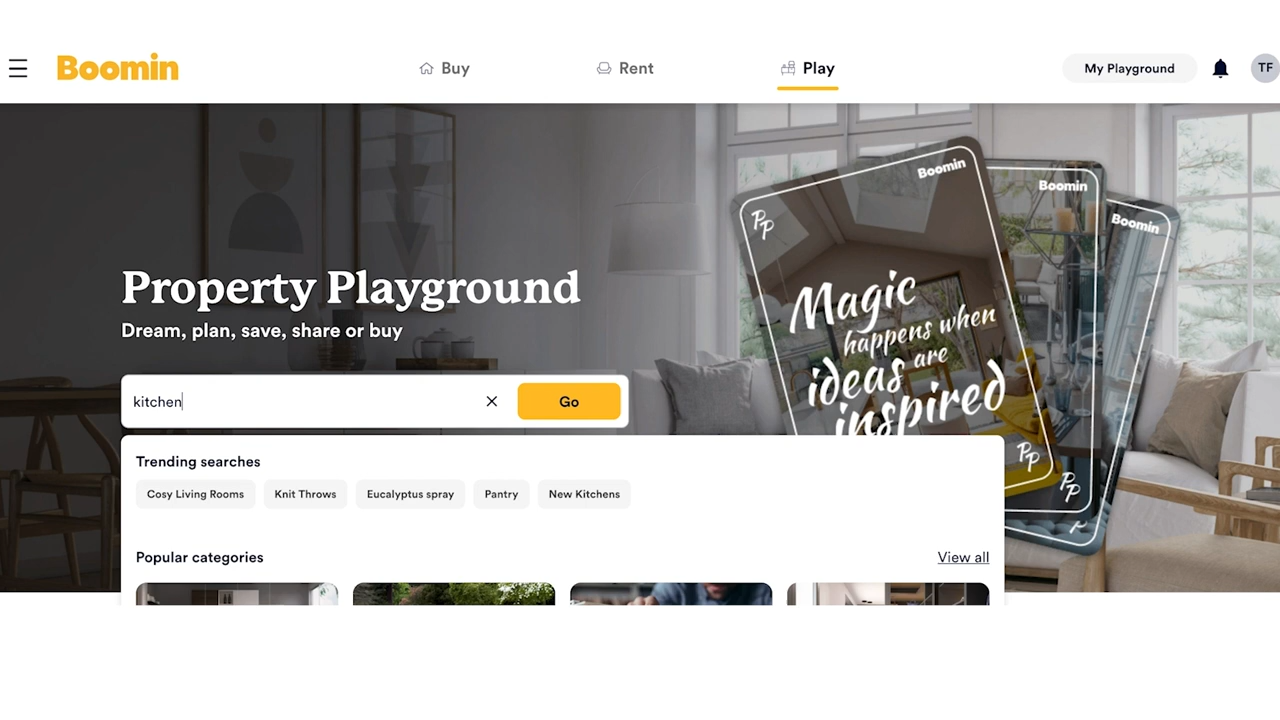 Boomin
Buy
Rent
Play
My Playground
TF
Boomin
Boomin
Boomin
PP
Magic
happens when
ideas are
inspired
PP
PP
Property Playground
Dream, plan, save, share or buy
kitchen
Go
Trending searches
Cosy Living Rooms
Knit Throws
Eucalyptus spray
Pantry
New Kitchens
Popular categories
View all